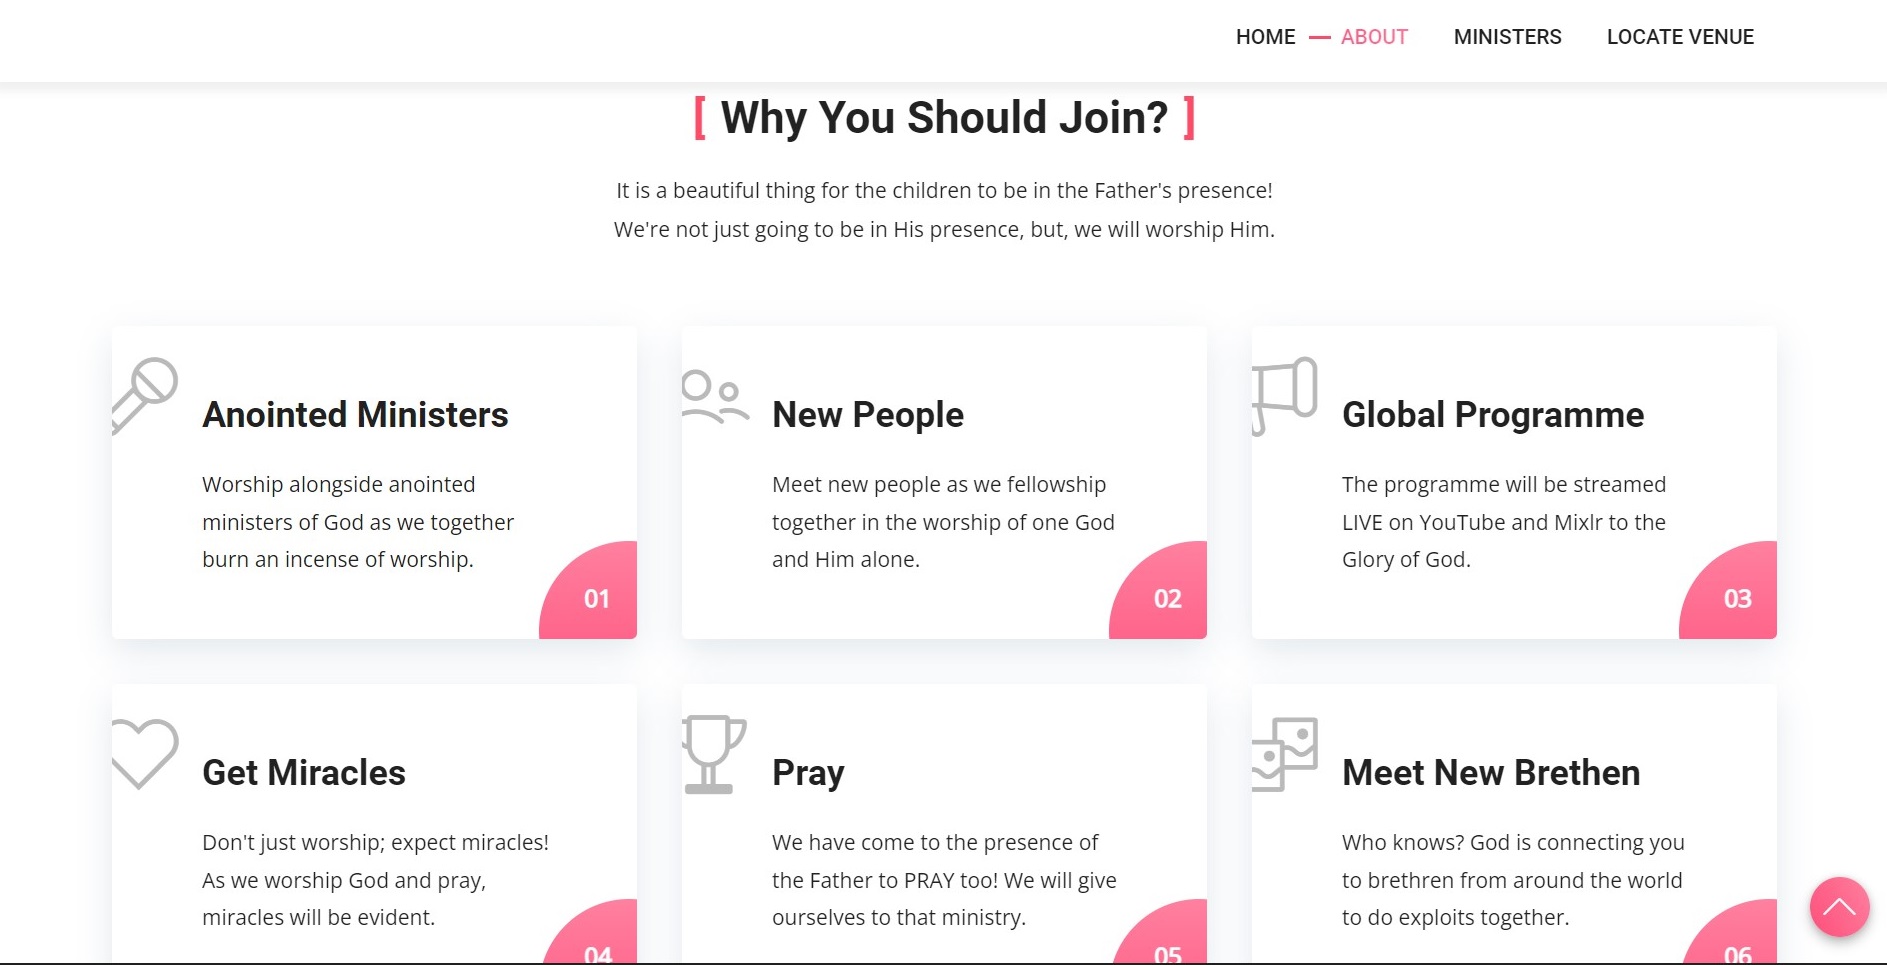 HOME ABOUT MINISTERS LOCATE VENUE
[ Why You Should Join? ]
It is a beautiful thing for the children to be in the Father's presence!
We're not just going to be in His presence, but, we will worship Him.
Anointed Ministers
Worship alongside anointed
ministers of God as we together
burn an incense of worship.
01
New People
Meet new people as we fellowship
together in the worship of one God
and Him alone.
02
Global Programme
The programme will be streamed
LIVE on YouTube and Mixlr to the
Glory of God.
03
Get Miracles
Don't just worship; expect miracles!
As we worship God and pray,
miracles will be evident.
04
Pray
We have come to the presence of
the Father to PRAY too! We will give
ourselves to that ministry.
05
Meet New Brethen
Who knows? God is connecting you
to brethren from around the world
to do exploits together.
06